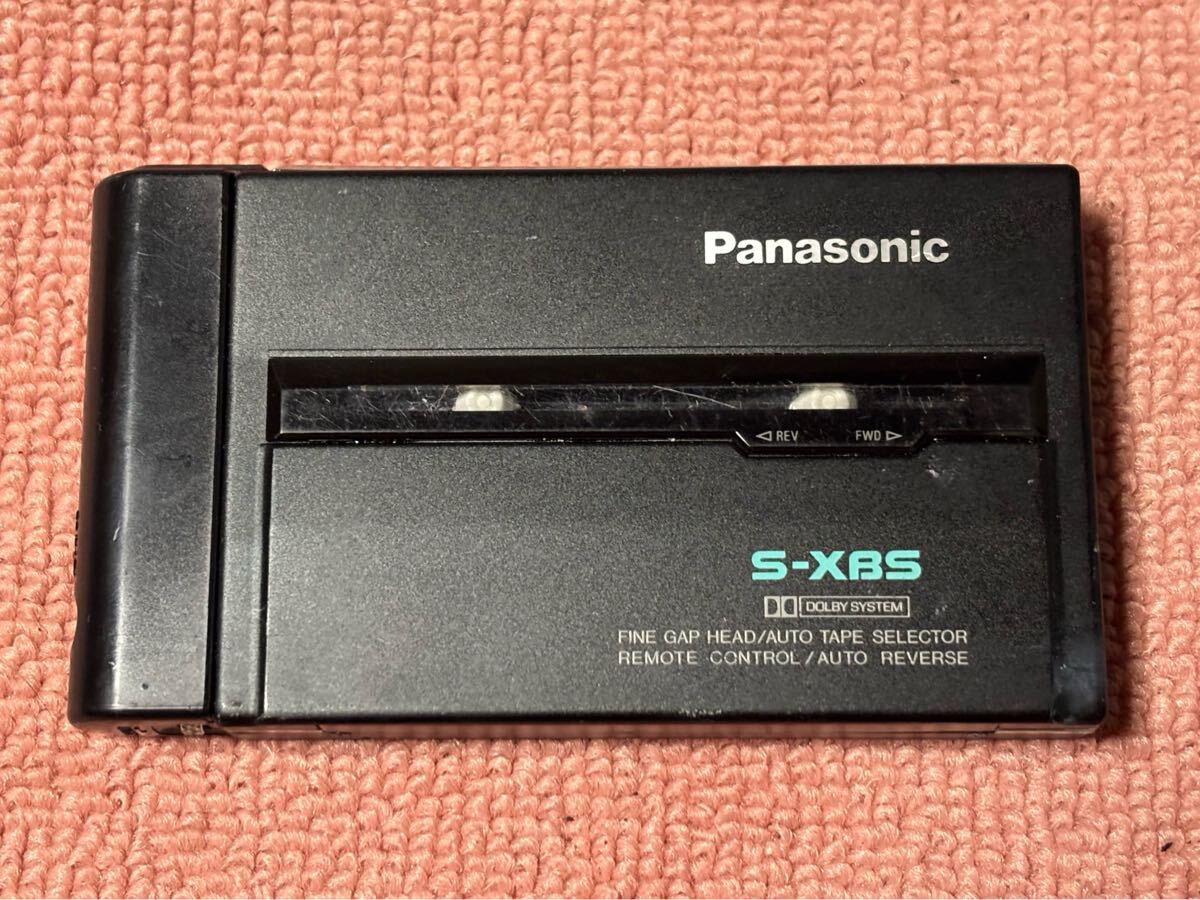 Panasonic
◁ REV FWD ▷
S-XBS
DOLBY SYSTEM
FINE GAP HEAD/AUTO TAPE SELECTOR
REMOTE CONTROL/AUTO REVERSE